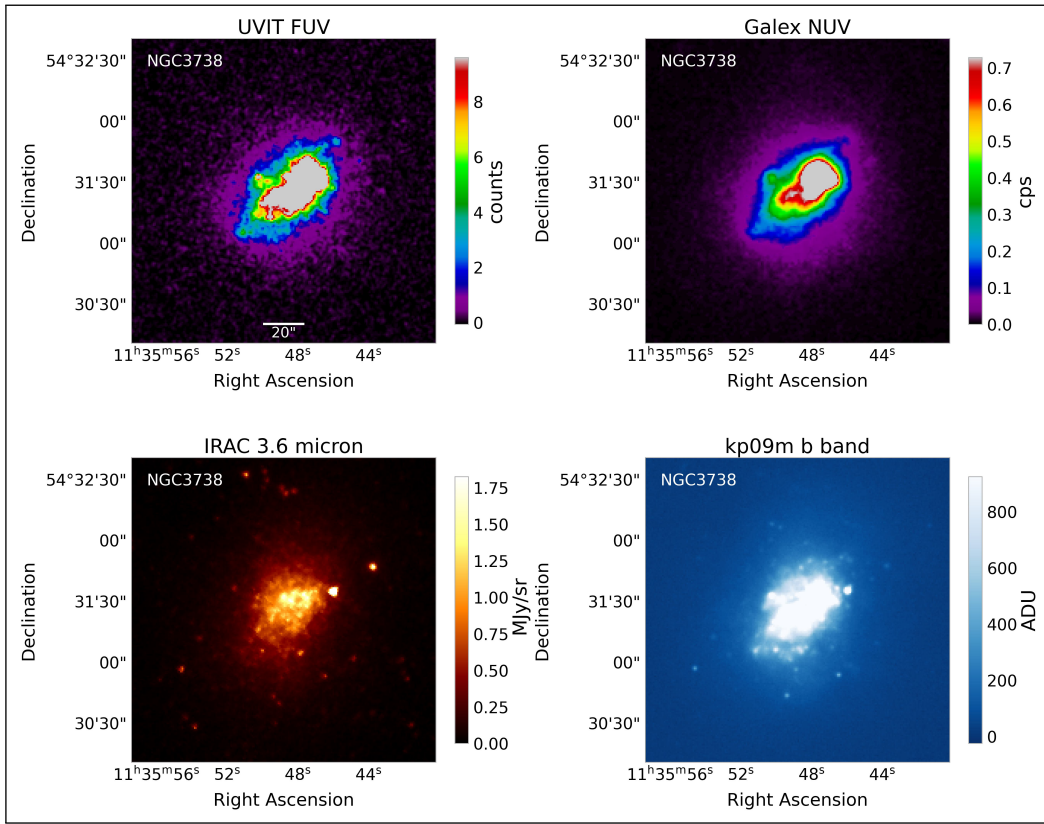 UVIT FUV
NGC3738
54°32'30"
00"
31'30"
00"
30'30"
Declination
20"
11ʰ35ᵐ56ˢ 52ˢ 48ˢ 44ˢ
Right Ascension
8
6
4
2
0
counts
Galex NUV
NGC3738
54°32'30"
00"
31'30"
00"
30'30"
Declination
11ʰ35ᵐ56ˢ 52ˢ 48ˢ 44ˢ
Right Ascension
0.7
0.6
0.5
0.4
0.3
0.2
0.1
0.0
cps
IRAC 3.6 micron
NGC3738
54°32'30"
00"
31'30"
00"
30'30"
Declination
11ʰ35ᵐ56ˢ 52ˢ 48ˢ 44ˢ
Right Ascension
1.75
1.50
1.25
1.00
0.75
0.50
0.25
0.00
MJy/sr
kp09m b band
NGC3738
54°32'30"
00"
31'30"
00"
30'30"
Declination
11ʰ35ᵐ56ˢ 52ˢ 48ˢ 44ˢ
Right Ascension
800
600
400
200
0
ADU